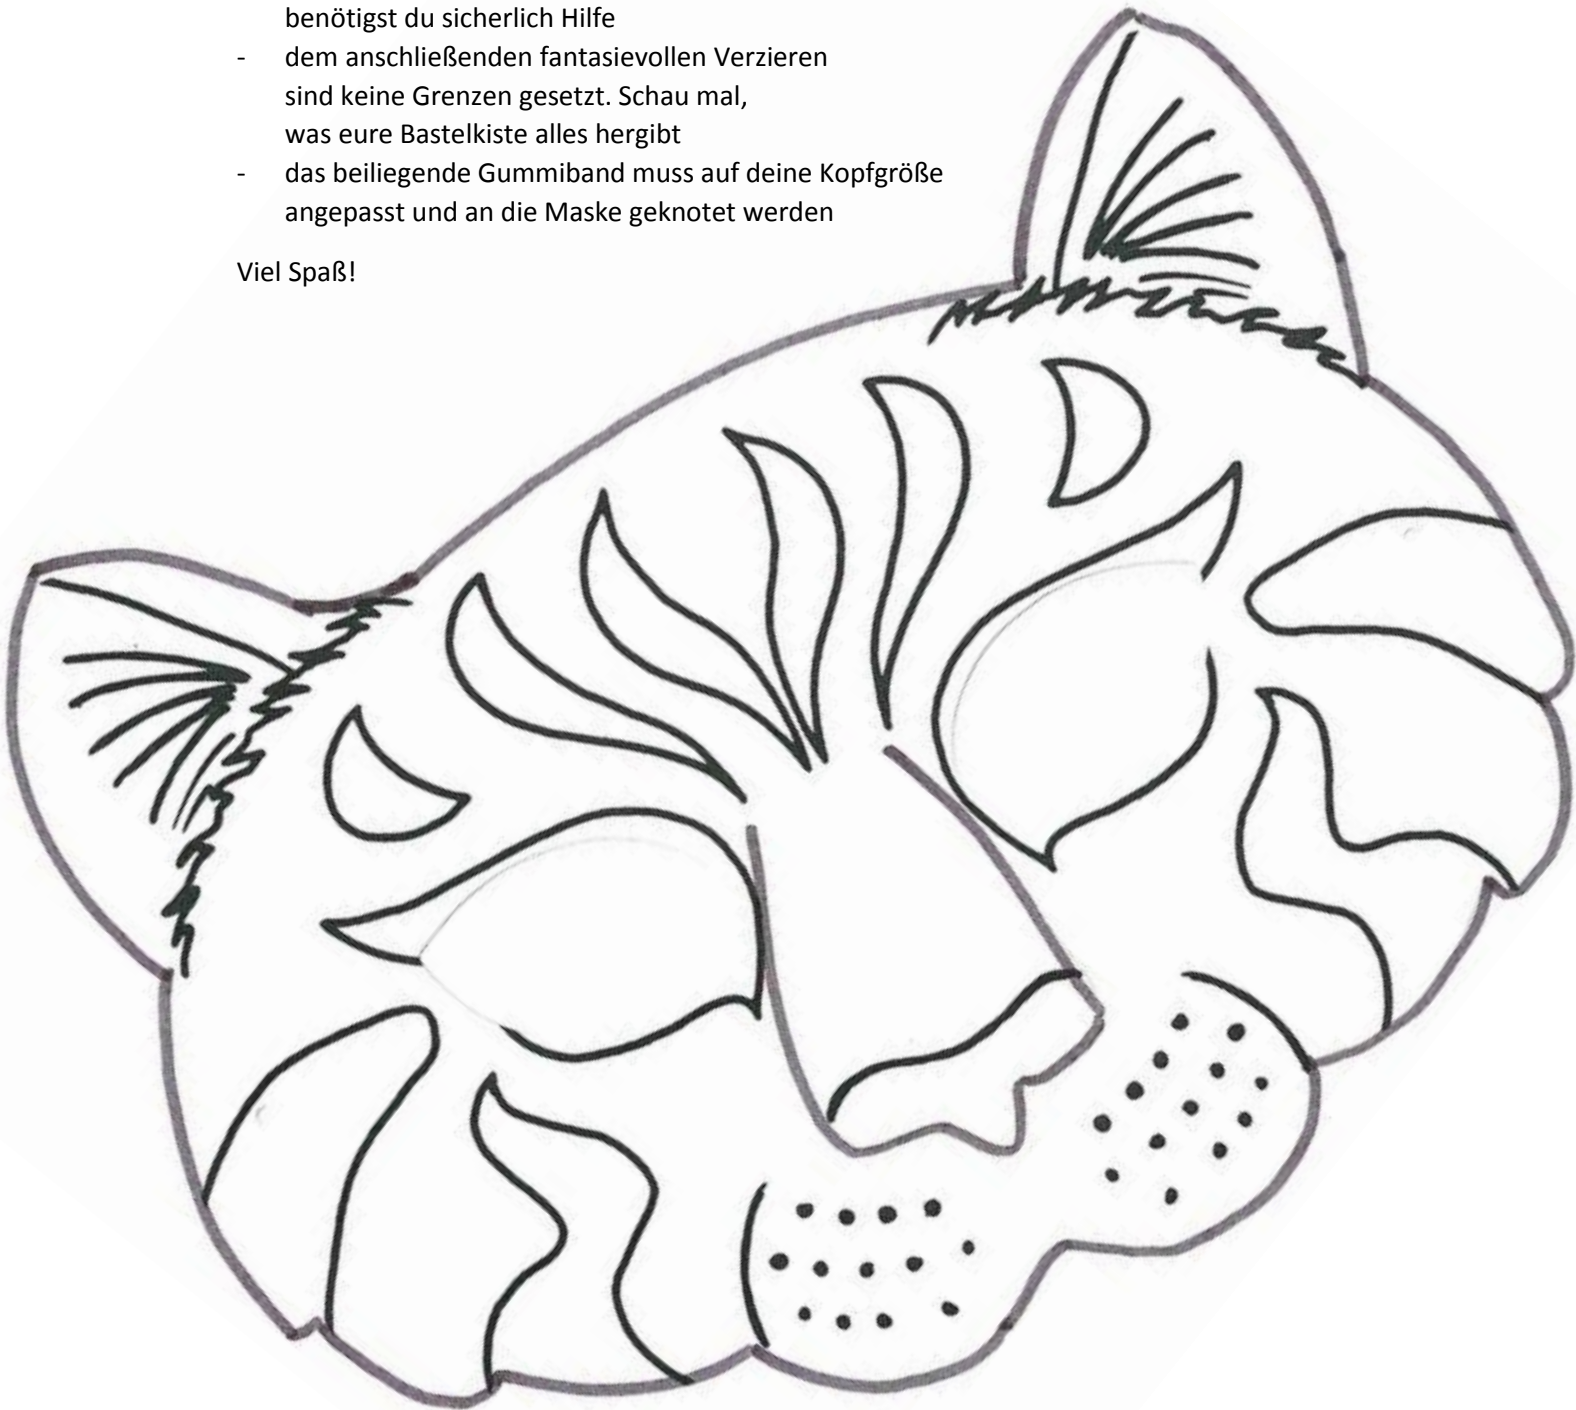 benötigst du sicherlich Hilfe
- dem anschließenden fantasievollen Verzieren
sind keine Grenzen gesetzt. Schau mal,
was eure Bastelkiste alles hergibt
- das beiliegende Gummiband muss auf deine Kopfgröße
angepasst und an die Maske geknotet werden
Viel Spaß!